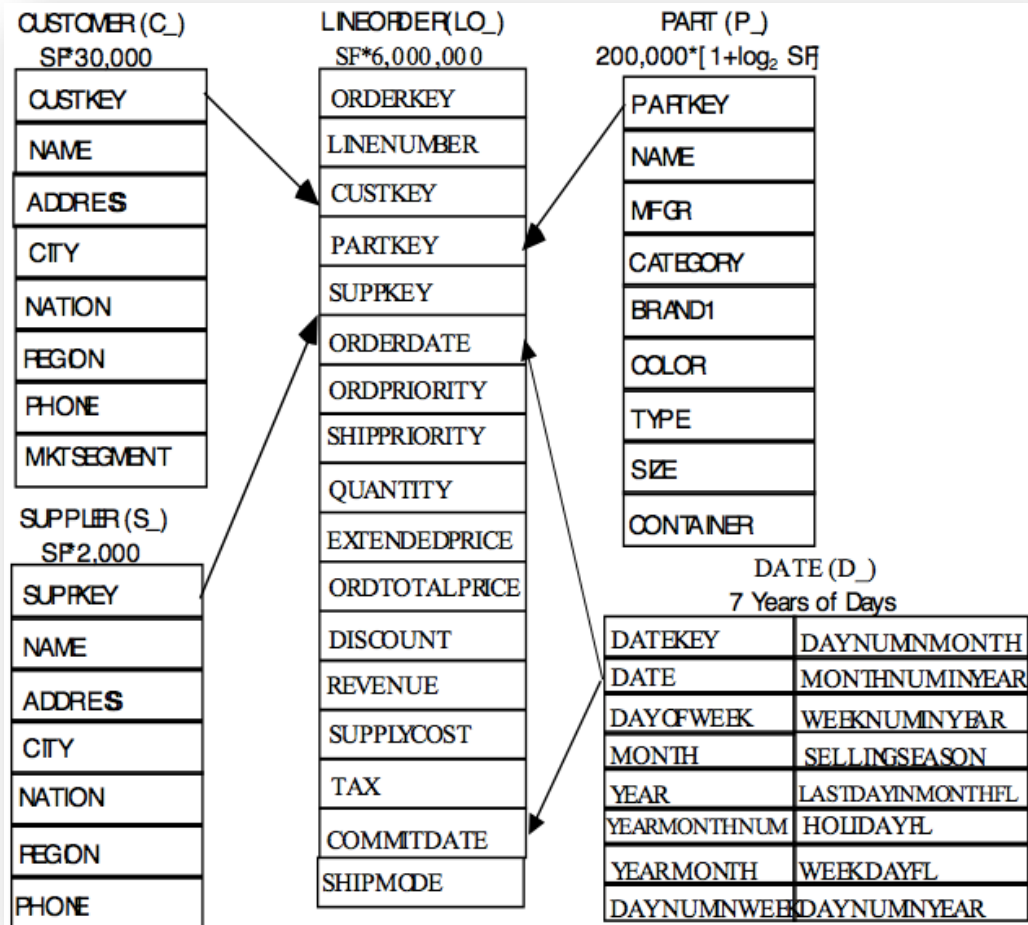 CUSTOMER (C_)
SF*30,000
CUSTKEY
NAME
ADDRESS
CITY
NATION
REGION
PHONE
MKTSEGMENT
SUPPLIER (S_)
SF*2,000
SUPPKEY
NAME
ADDRESS
CITY
NATION
REGION
PHONE
LINEORDER(LO_)
SF*6,000,000
ORDERKEY
LINENUMBER
CUSTKEY
PARTKEY
SUPPKEY
ORDERDATE
ORDPRIORITY
SHIPPRIORITY
QUANTITY
EXTENDEDPRICE
ORDTOTALPRICE
DISCOUNT
REVENUE
SUPPLYCOST
TAX
COMMITDATE
SHIPMODE
PART (P_)
200,000*[1+log₂ SF]
PARTKEY
NAME
MFGR
CATEGORY
BRAND1
COLOR
TYPE
SIZE
CONTAINER
DATE (D_)
7 Years of Days
DATEKEY DAYNUMINMONTH
DATE MONTHNUMINYEAR
DAYOFWEEK WEEKNUMINYEAR
MONTH SELLINGSEASON
YEAR LASTDAYINMONTHFL
YEARMONTHNUM HOLIDAYFL
YEARMONTH WEEKDAYFL
DAYNUMINWEEK DAYNUMINYEAR